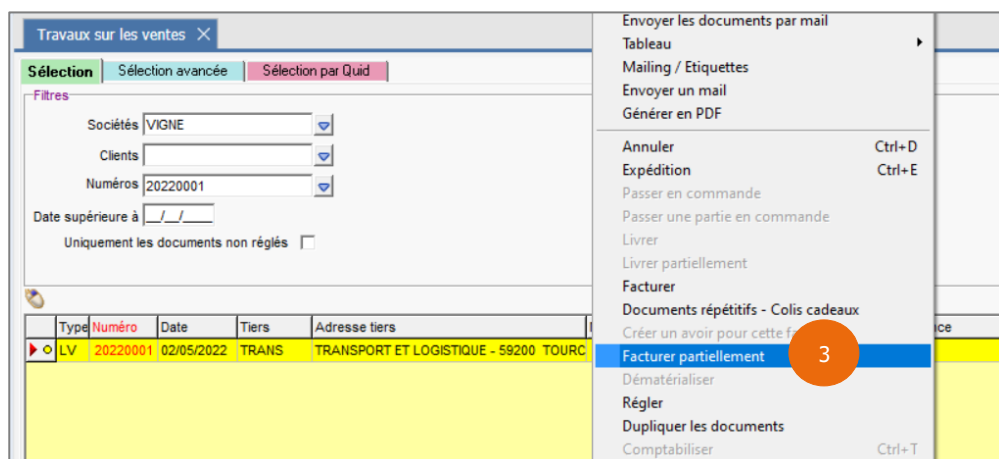 Travaux sur les ventes
Sélection
Sélection avancée
Sélection par Quid
Filtres
Sociétés VIGNE
Clients
Numéros 20220001
Date supérieure à __/__/____
Uniquement les documents non réglés
Type Numéro Date Tiers Adresse tiers
LV 20220001 02/05/2022 TRANS TRANSPORT ET LOGISTIQUE - 59200 TOURC
Envoyer les documents par mail
Tableau
Mailing / Etiquettes
Envoyer un mail
Générer en PDF
Annuler Ctrl+D
Expédition Ctrl+E
Passer en commande
Passer une partie en commande
Livrer
Livrer partiellement
Facturer
Documents répétitifs - Colis cadeaux
Créer un avoir pour cette fa
Facturer partiellement 3
Dématérialiser
Régler
Dupliquer les documents
Comptabiliser Ctrl+T